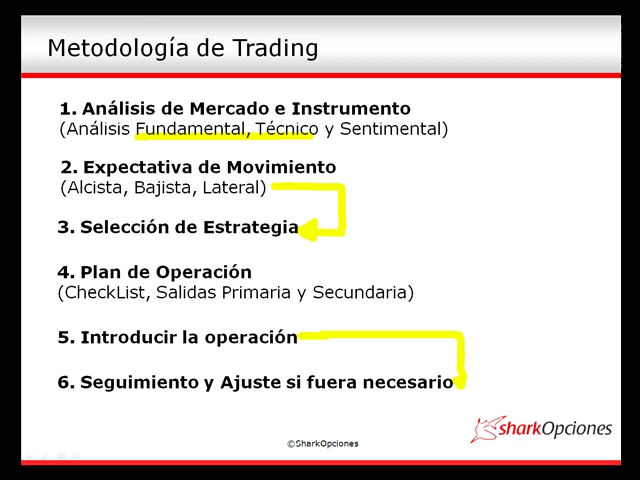 Metodología de Trading
1. Análisis de Mercado e Instrumento
(Análisis Fundamental, Técnico y Sentimental)
2. Expectativa de Movimiento
(Alcista, Bajista, Lateral)
3. Selección de Estrategia
4. Plan de Operación
(CheckList, Salidas Primaria y Secundaria)
5. Introducir la operación
6. Seguimiento y Ajuste si fuera necesario
sharkOpciones
©SharkOpciones